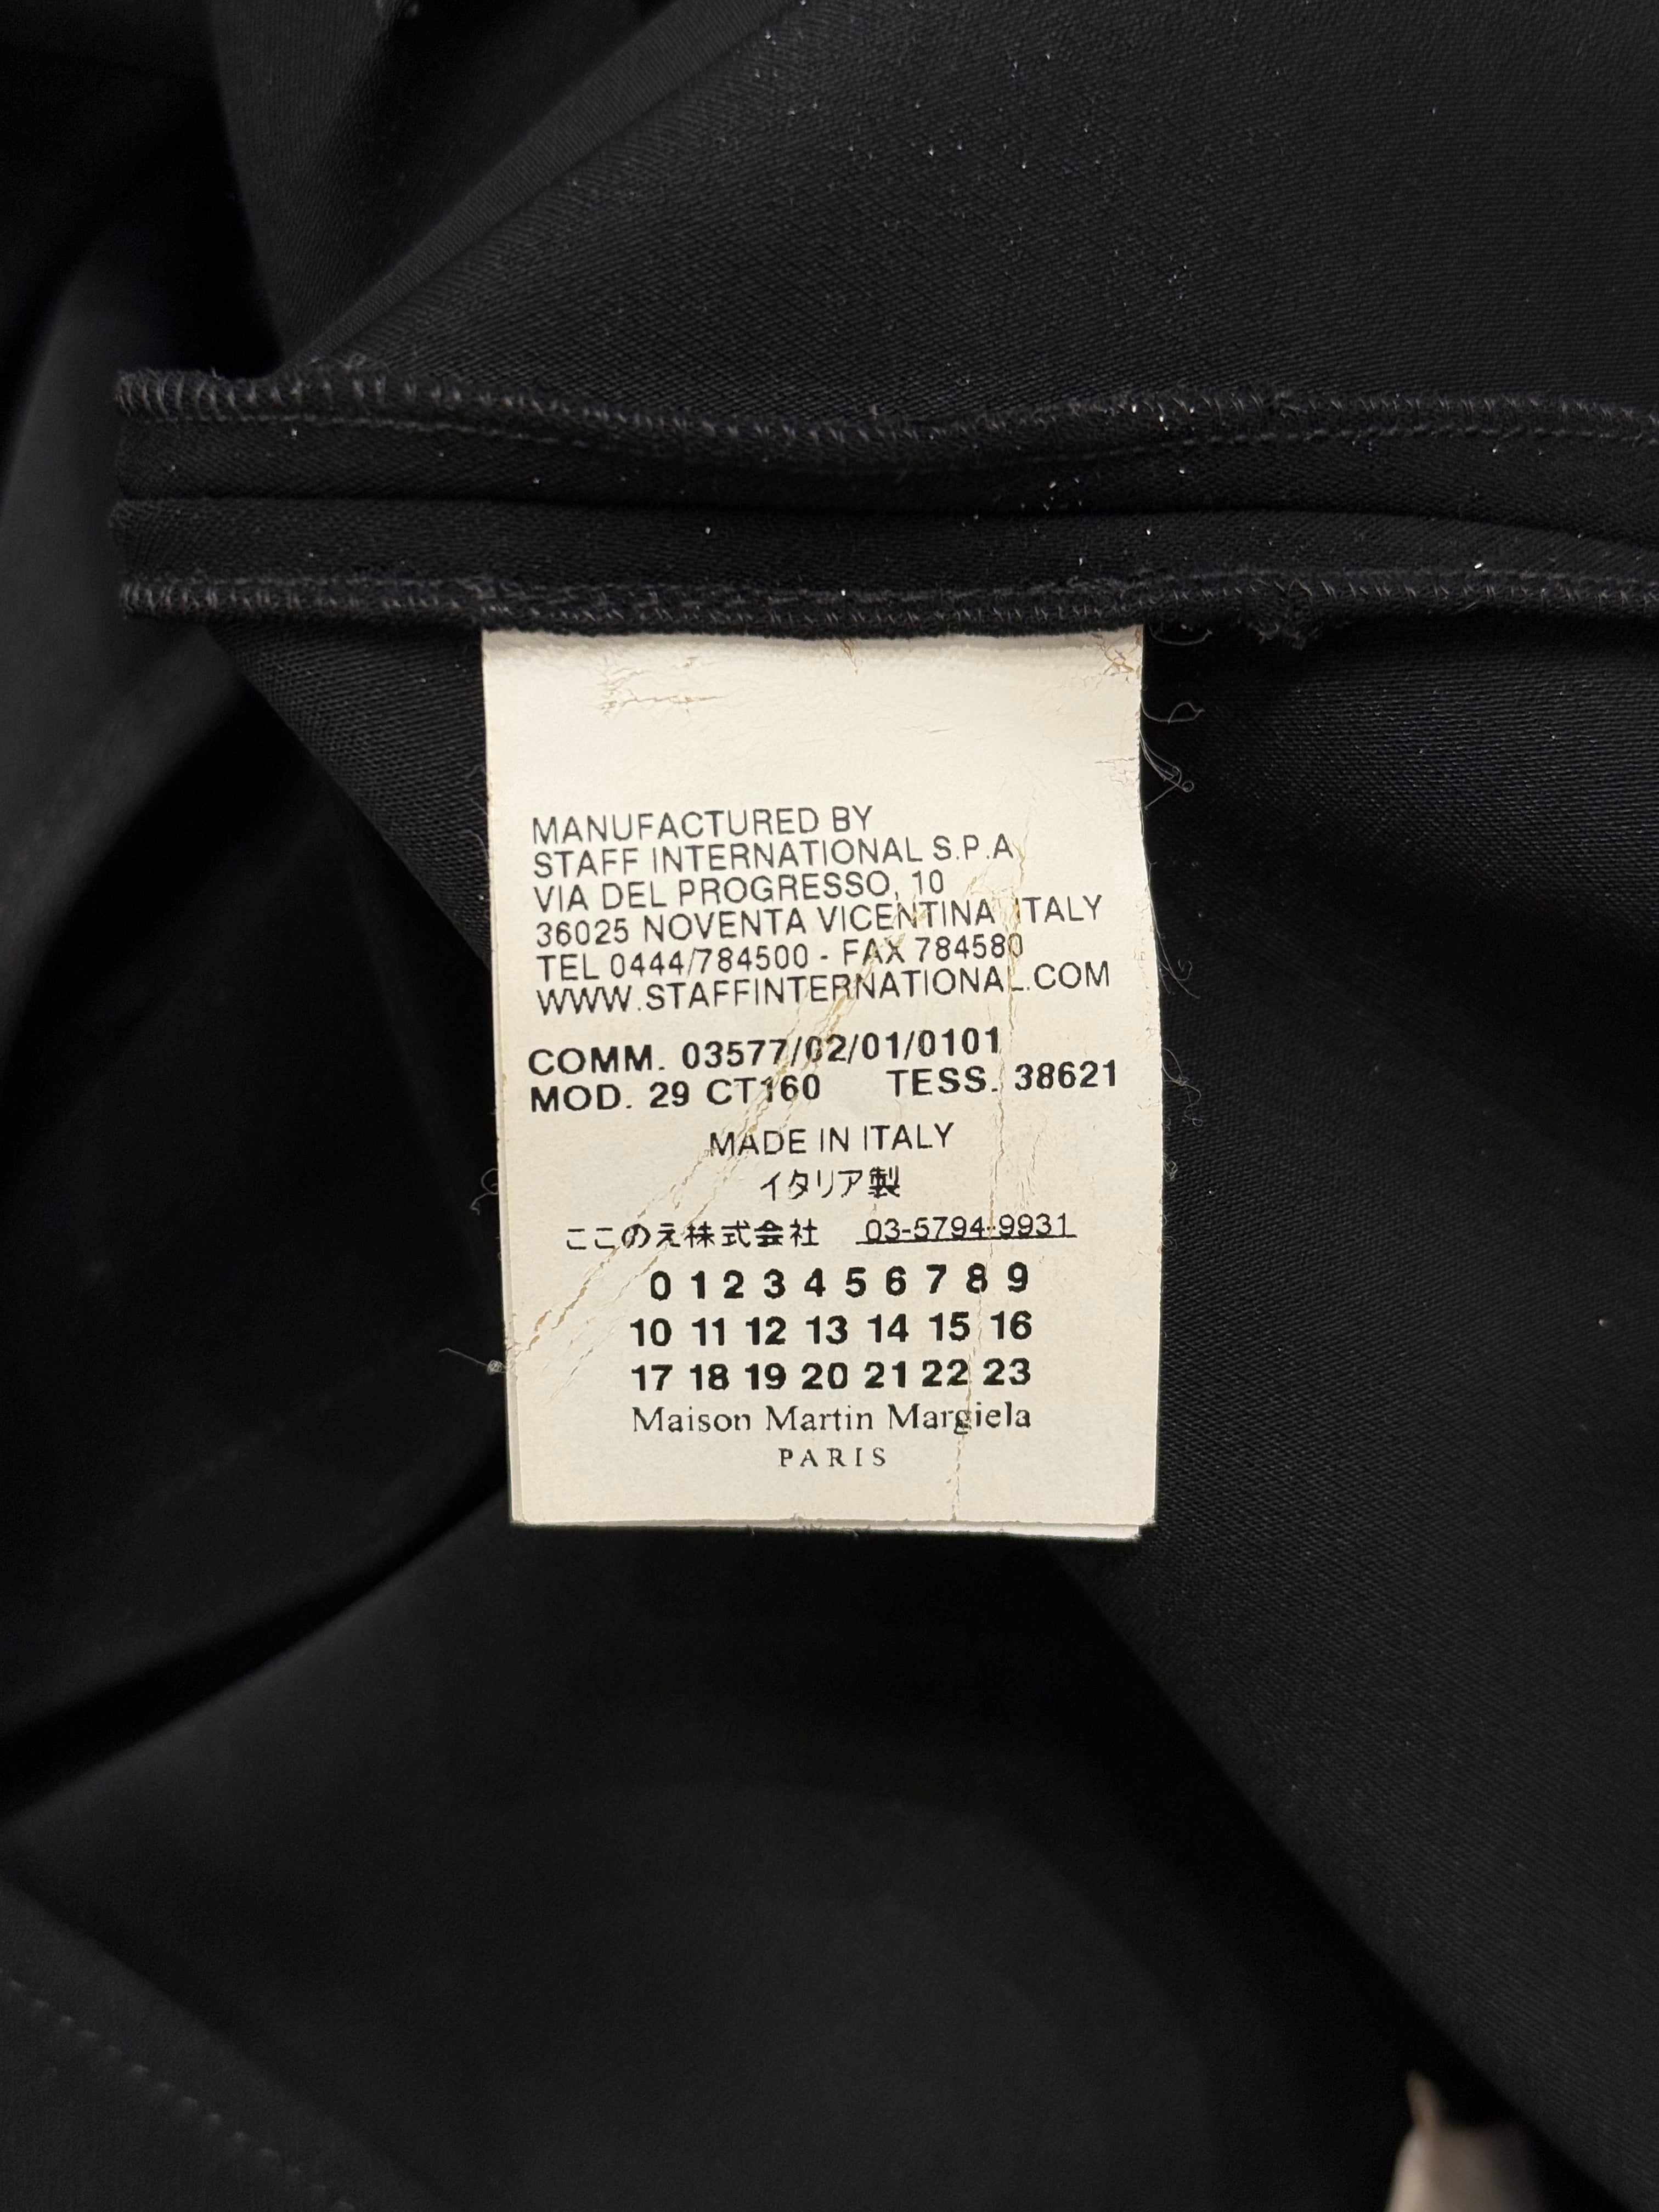 MANUFACTURED BY
STAFF INTERNATIONAL S.P.A
VIA DEL PROGRESSO, 10
36025 NOVENTA VICENTINA ITALY
TEL 0444/784500 - FAX 784580
WWW.STAFFINTERNATIONAL.COM
COMM. 03577/02/01/0101
MOD. 29 CT160 TESS. 38621
MADE IN ITALY
イタリア製
ここのえ株式会社 03-5794-9931
0 1 2 3 4 5 6 7 8 9
10 11 12 13 14 15 16
17 18 19 20 21 22 23
Maison Martin Margiela
PARIS